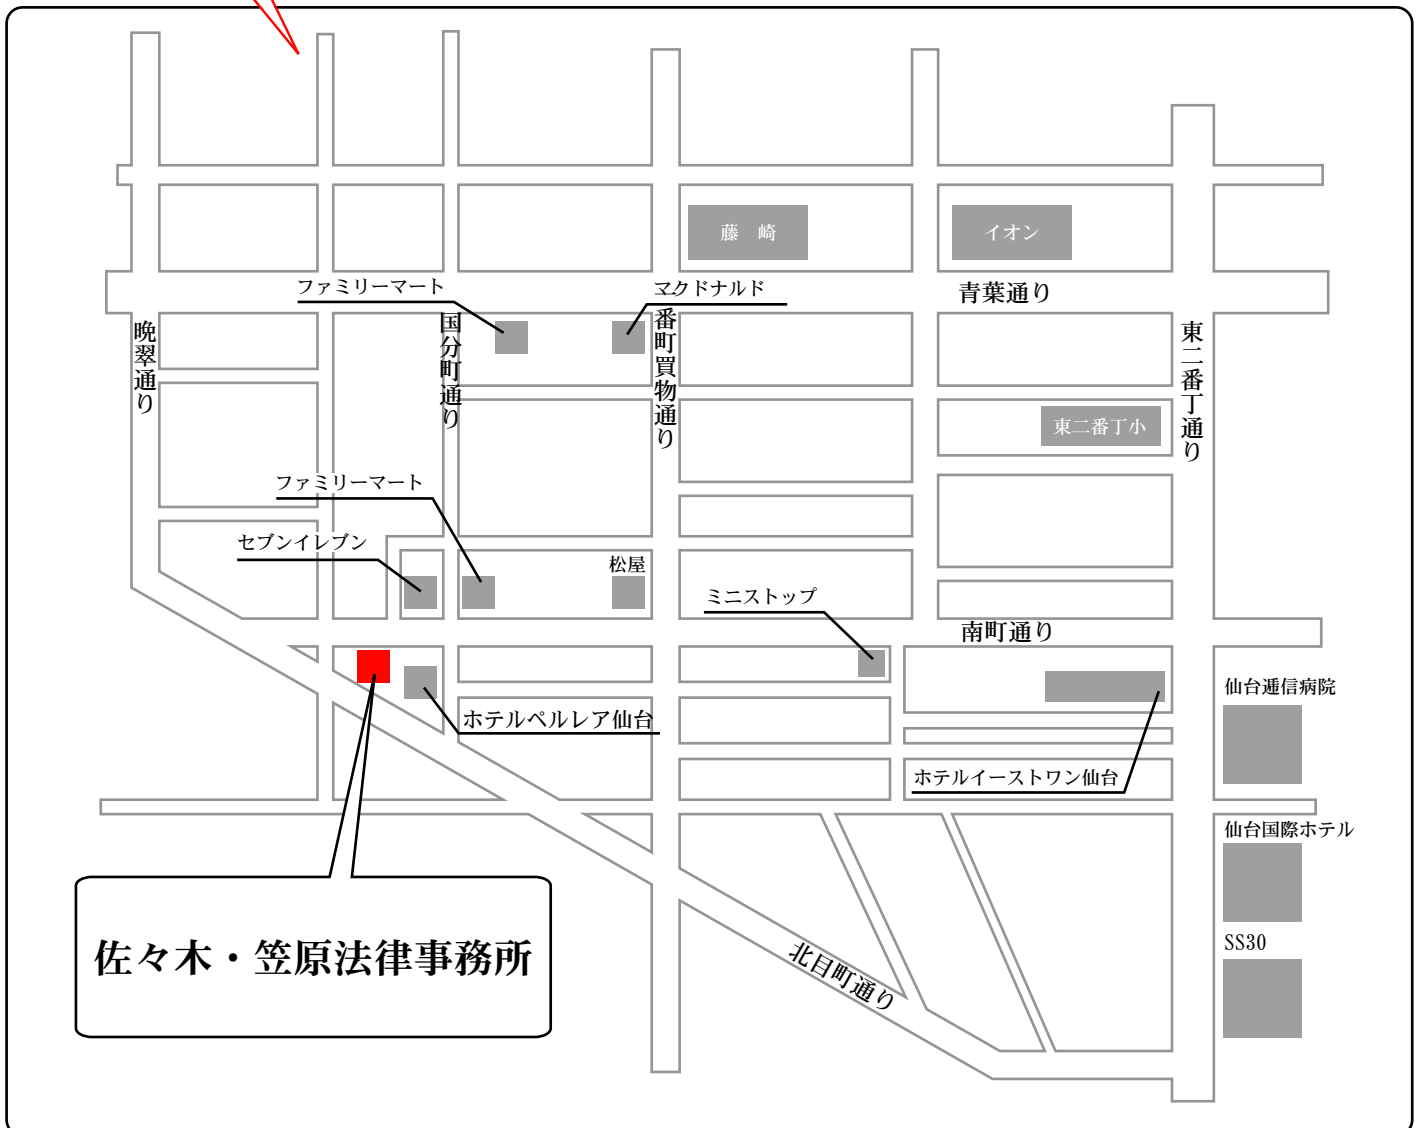 藤　崎
イオン
ファミリーマート
マクドナルド
青葉通り
晩翠通り
国分町通り
一番町買物通り
東二番丁通り
東二番丁小
ファミリーマート
セブンイレブン
松屋
ミニストップ
南町通り
仙台逓信病院
ホテルペルレア仙台
ホテルイーストワン仙台
仙台国際ホテル
SS30
佐々木・笠原法律事務所
北目町通り